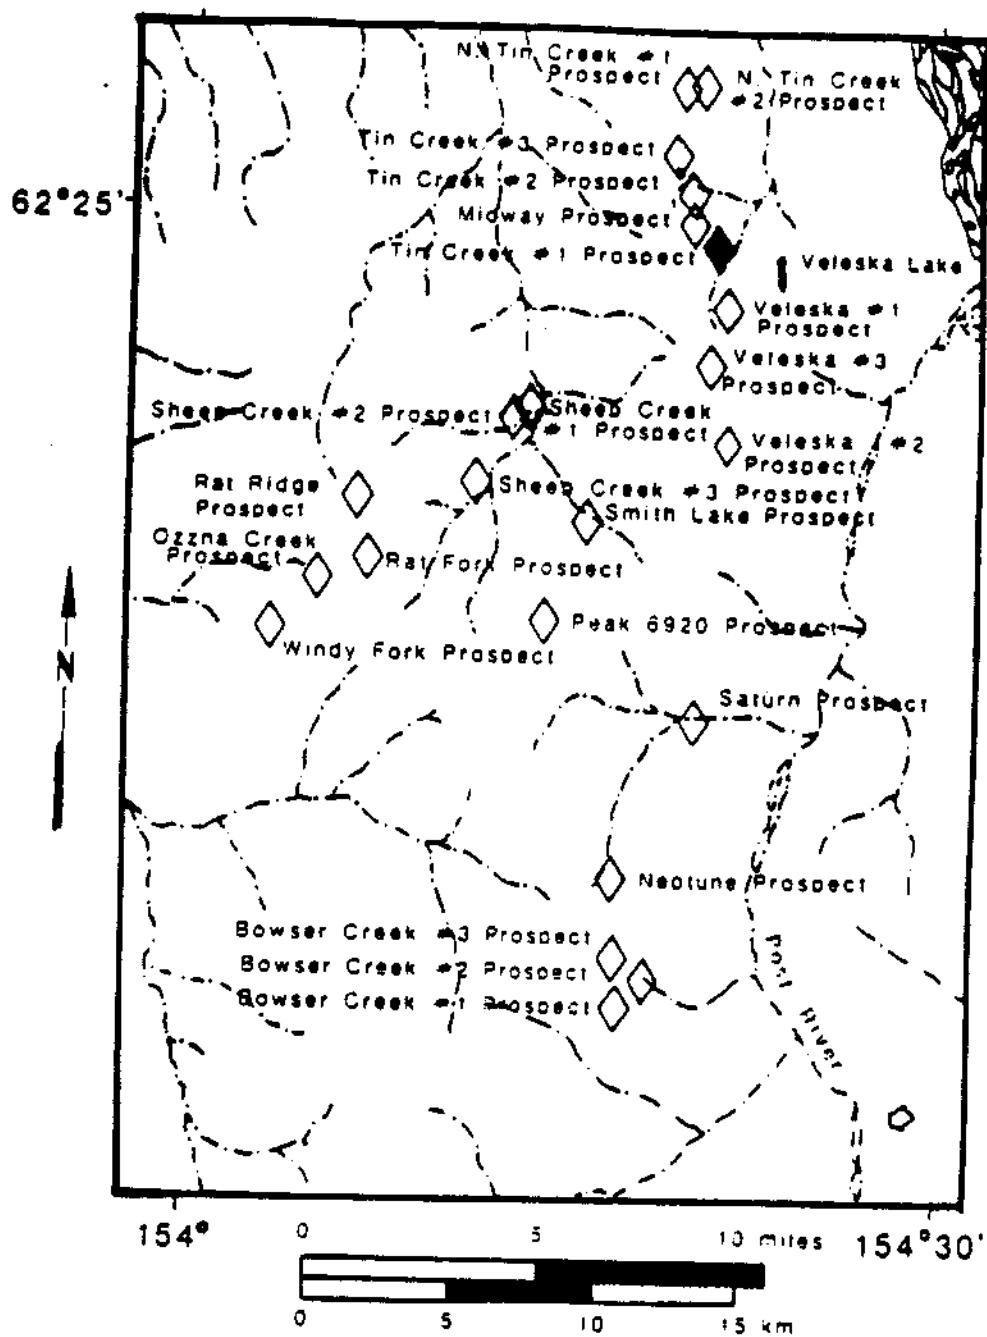 N. Tin Creek #1
Prospect
N. Tin Creek
#2 Prospect
Tin Creek #3 Prospect
62°25'
Tin Creek #2 Prospect
Midway Prospect
Tin Creek #1 Prospect
Veleska Lake
Veleska #1
Prospect
Veleska #3
Prospect
Sheep Creek #2 Prospect
Sheep Creek
#1 Prospect
Veleska #2
Prospect
Rat Ridge
Prospect
Sheep Creek #3 Prospect
Smith Lake Prospect
Ozzna Creek
Prospect
Rat Fork Prospect
N
Windy Fork Prospect
Peak 6920 Prospect
Saturn Prospect
Neptune Prospect
Bowser Creek #3 Prospect
Bowser Creek #2 Prospect
Bowser Creek #1 Prospect
Post River
154°
154°30'
0 5 10 miles
0 5 10 15 km